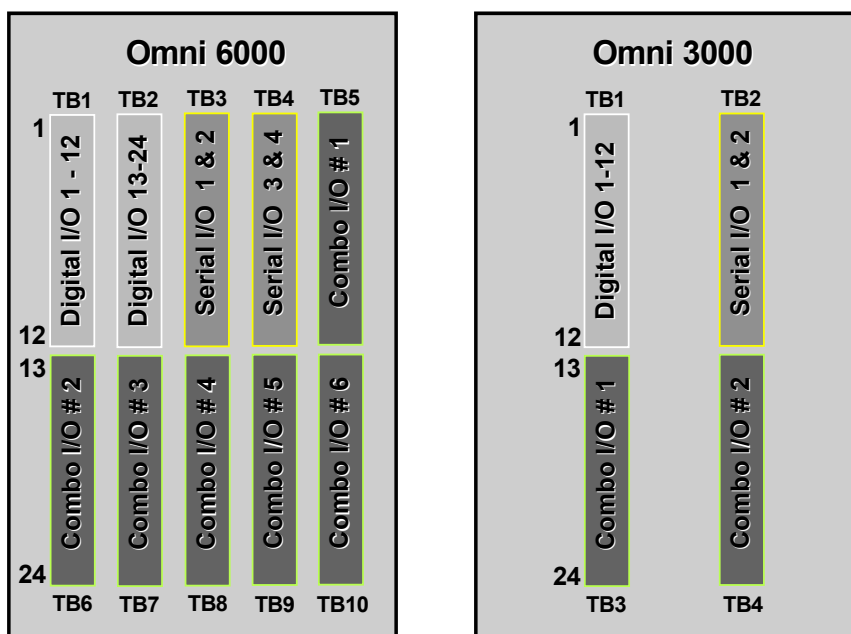 Omni 6000
TB1 TB2 TB3 TB4 TB5
1
Digital I/O 1 - 12
Digital I/O 13-24
Serial I/O 1 & 2
Serial I/O 3 & 4
Combo I/O # 1
12
13
Combo I/O # 2
Combo I/O # 3
Combo I/O # 4
Combo I/O # 5
Combo I/O # 6
24
TB6 TB7 TB8 TB9 TB10
Omni 3000
TB1 TB2
1
Digital I/O 1-12
Serial I/O 1 & 2
12
13
Combo I/O # 1
Combo I/O # 2
24
TB3 TB4